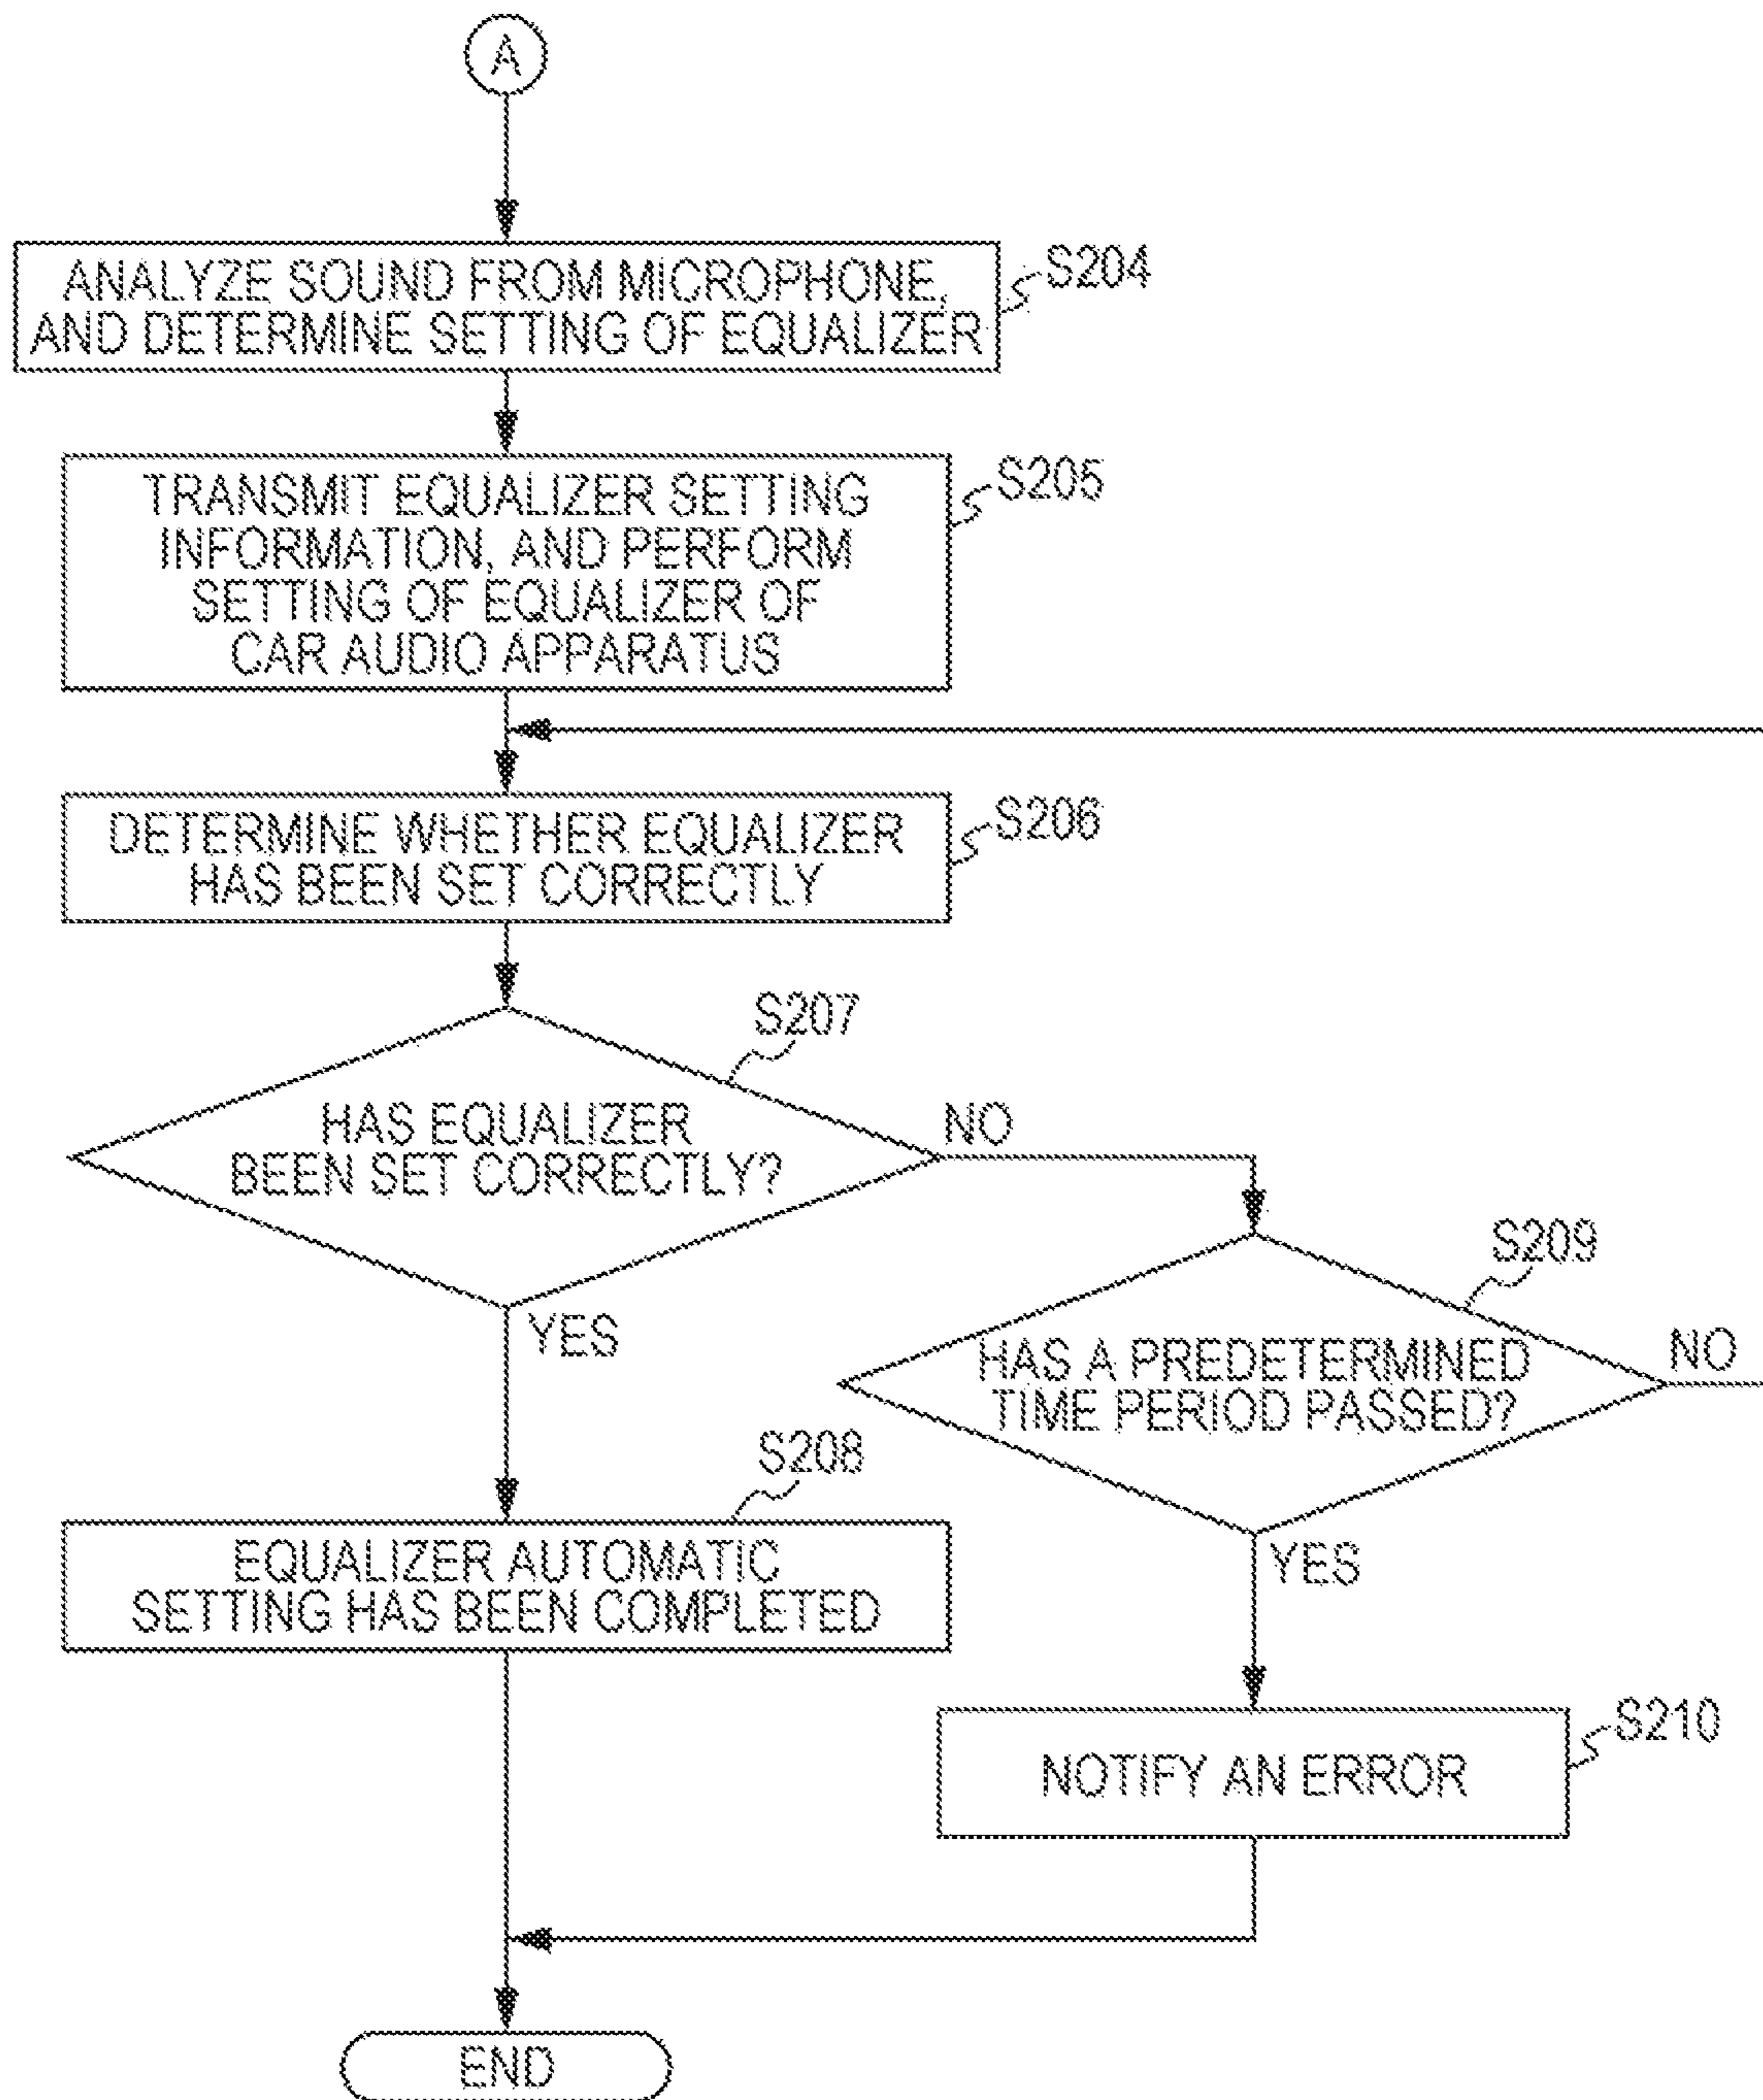 A
ANALYZE SOUND FROM MICROPHONE,
AND DETERMINE SETTING OF EQUALIZER
S204
TRANSMIT EQUALIZER SETTING
INFORMATION, AND PERFORM
SETTING OF EQUALIZER OF
CAR AUDIO APPARATUS
S205
DETERMINE WHETHER EQUALIZER
HAS BEEN SET CORRECTLY
S206
S207
HAS EQUALIZER
BEEN SET CORRECTLY?
NO
YES
S209
HAS A PREDETERMINED
TIME PERIOD PASSED?
NO
YES
S208
EQUALIZER AUTOMATIC
SETTING HAS BEEN COMPLETED
S210
NOTIFY AN ERROR
END